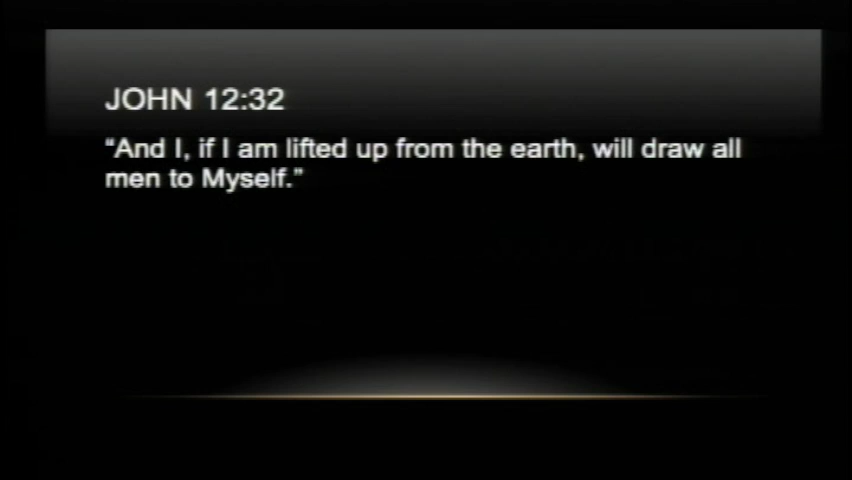 JOHN 12:32
“And I, if I am lifted up from the earth, will draw all
men to Myself.”